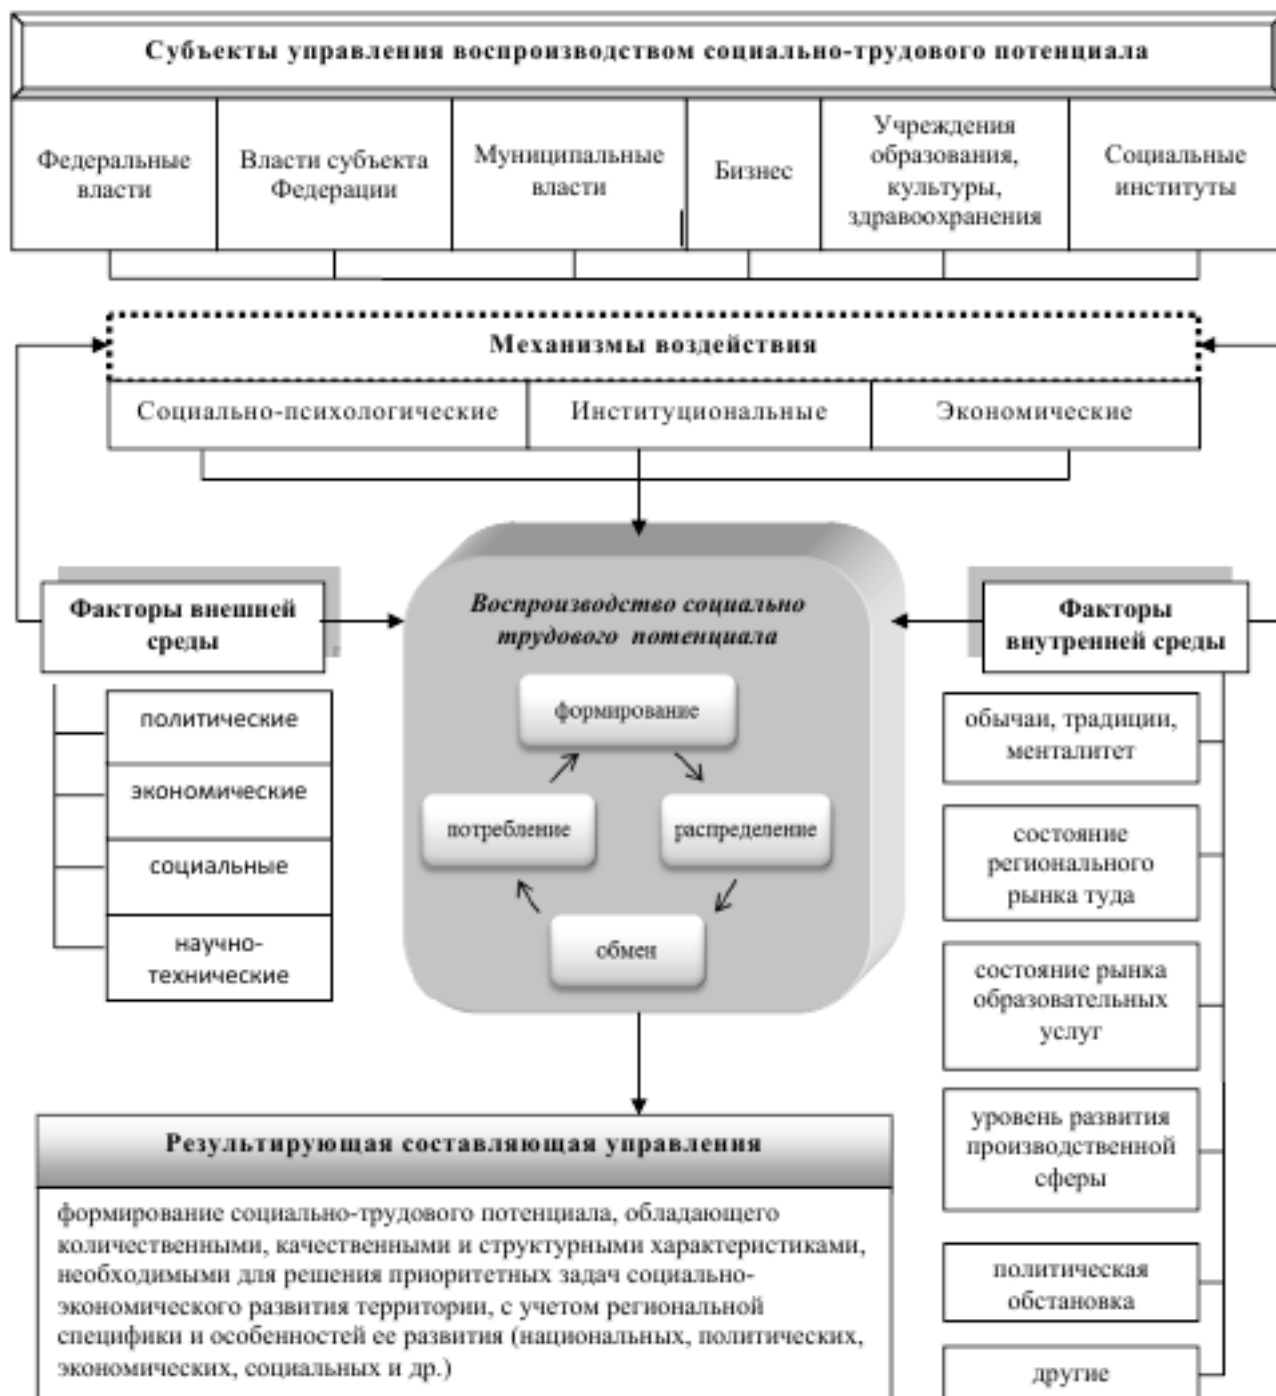 Субъекты управления воспроизводством социально-трудового потенциала
Федеральные
власти
Власти субъекта
Федерации
Муниципальные
власти
Бизнес
Учреждения
образования,
культуры,
здравоохранения
Социальные
институты
Механизмы воздействия
Социально-психологические
Институциональные
Экономические
Факторы внешней
среды
политические
экономические
социальные
научно-
технические
Воспроизводство социально
трудового потенциала
формирование
потребление
распределение
обмен
Факторы
внутренней среды
обычаи, традиции,
менталитет
состояние
регионального
рынка туда
состояние рынка
образовательных
услуг
уровень развития
производственной
сферы
политическая
обстановка
другие
Результирующая составляющая управления
формирование социально-трудового потенциала, обладающего
количественными, качественными и структурными характеристиками,
необходимыми для решения приоритетных задач социально-
экономического развития территории, с учетом региональной
специфики и особенностей ее развития (национальных, политических,
экономических, социальных и др.)